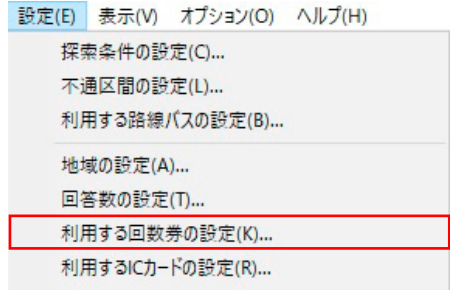 設定(E) 表示(V) オプション(O) ヘルプ(H)
探索条件の設定(C)...
不通区間の設定(L)...
利用する路線バスの設定(B)...
地域の設定(A)...
回答数の設定(T)...
利用する回数券の設定(K)...
利用するICカードの設定(R)...